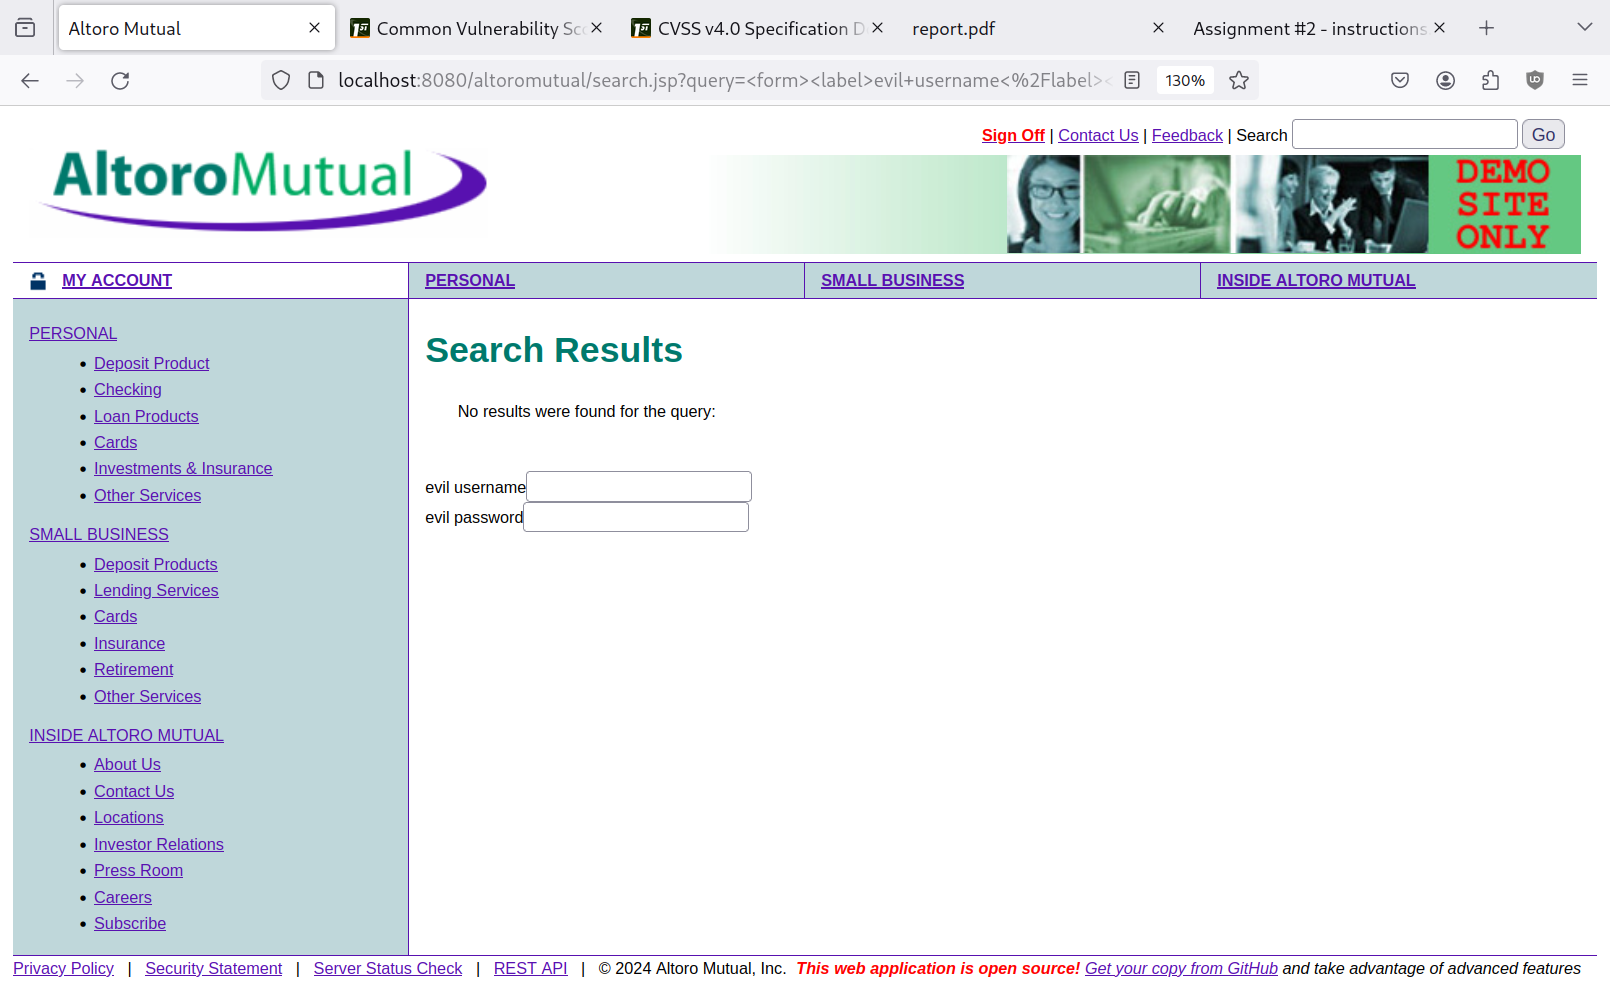 Altoro Mutual
Common Vulnerability Sc
CVSS v4.0 Specification D
report.pdf
Assignment #2 - instructions
localhost:8080/altoromutual/search.jsp?query=<form><label>evil+username<%2Flabel><
130%
Sign Off | Contact Us | Feedback | Search Go
AltoroMutual
DEMO
SITE
ONLY
MY ACCOUNT
PERSONAL
SMALL BUSINESS
INSIDE ALTORO MUTUAL
PERSONAL
• Deposit Product
• Checking
• Loan Products
• Cards
• Investments & Insurance
• Other Services
SMALL BUSINESS
• Deposit Products
• Lending Services
• Cards
• Insurance
• Retirement
• Other Services
INSIDE ALTORO MUTUAL
• About Us
• Contact Us
• Locations
• Investor Relations
• Press Room
• Careers
• Subscribe
Search Results
No results were found for the query:
evil username
evil password
Privacy Policy | Security Statement | Server Status Check | REST API | © 2024 Altoro Mutual, Inc. This web application is open source! Get your copy from GitHub and take advantage of advanced features